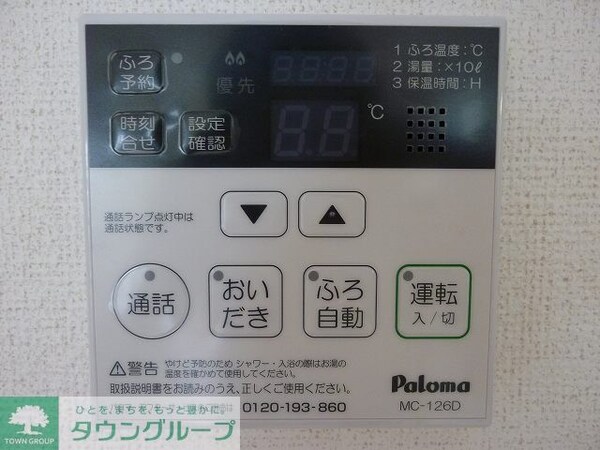 ふろ
予約
優先
1 ふろ温度:℃
2 湯量:×10ℓ
3 保温時間:H
時刻
合せ
設定
確認
℃
通話ランプ点灯中は
通話状態です。
▼ ▲
通話
おい
だき
ふろ
自動
運転
入/切
⚠警告 やけど予防のため シャワー・入浴の際はお湯の
温度を確かめて使用してください。
取扱説明書をお読みのうえ、正しくご使用ください。
0120-193-860
Paloma
MC-126D
TOWN GROUP
ひとを、まちを、もっと暖かに。
タウングループ